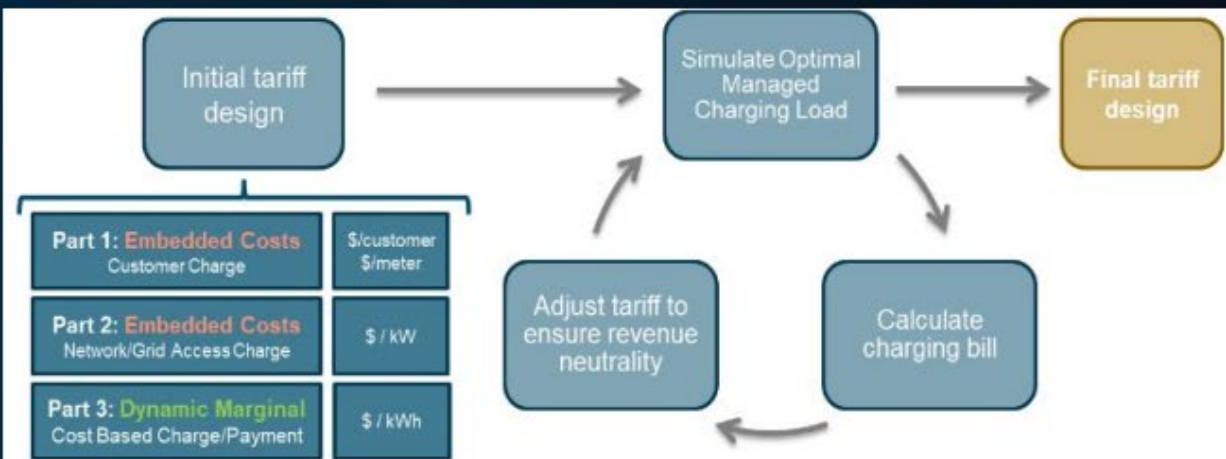 Initial tariff
design
Simulate Optimal
Managed
Charging Load
Final tariff
design
Part 1: Embedded Costs
Customer Charge
$/customer
$/meter
Part 2: Embedded Costs
Network/Grid Access Charge
$ / kW
Part 3: Dynamic Marginal
Cost Based Charge/Payment
$ / kWh
Adjust tariff to
ensure revenue
neutrality
Calculate
charging bill